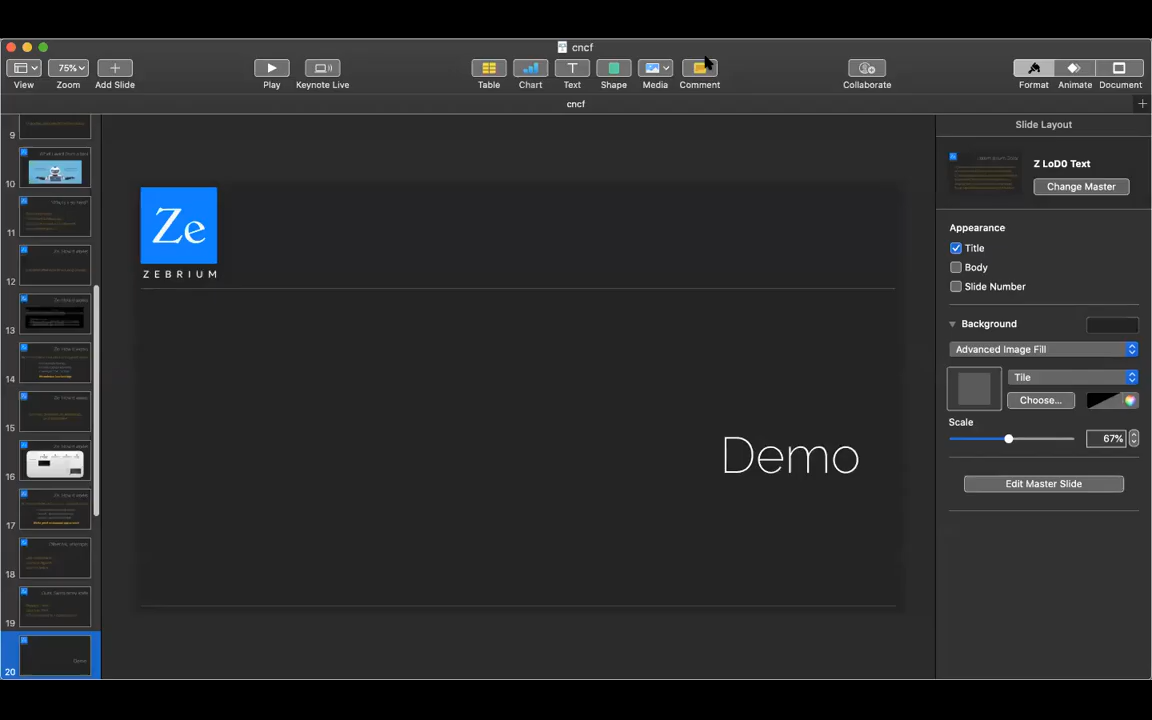 cncf
75%
View
Zoom
Add Slide
Play
Keynote Live
Table
Chart
Text
Shape
Media
Comment
Collaborate
Format
Animate
Document
cncf
9
10
11
12
13
14
15
16
17
18
19
20
Ze
ZEBRIUM
Demo
Demo
Slide Layout
Z LoD0 Text
Change Master
Appearance
Title
Body
Slide Number
Background
Advanced Image Fill
Tile
Choose...
Scale
67%
Edit Master Slide